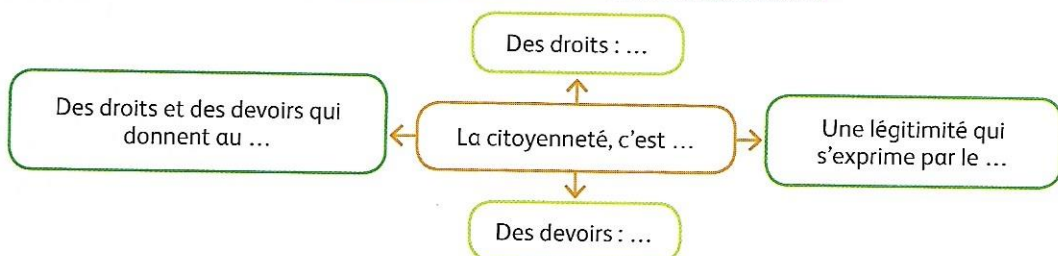 Des droits : ...
Des droits et des devoirs qui
donnent au ...
La citoyenneté, c'est ...
Une légitimité qui
s'exprime par le ...
Des devoirs : ...